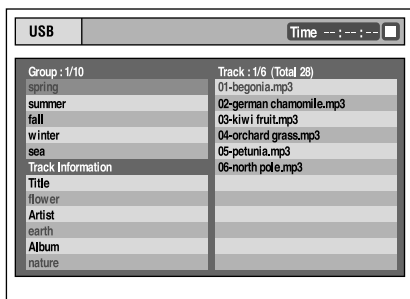 USB
Time --:--:--
Group : 1/10
spring
summer
fall
winter
sea
Track Information
Title
flower
Artist
earth
Album
nature
Track : 1/6 (Total 28)
01-begonia.mp3
02-german chamomile.mp3
03-kiwi fruit.mp3
04-orchard grass.mp3
05-petunia.mp3
06-north pole.mp3